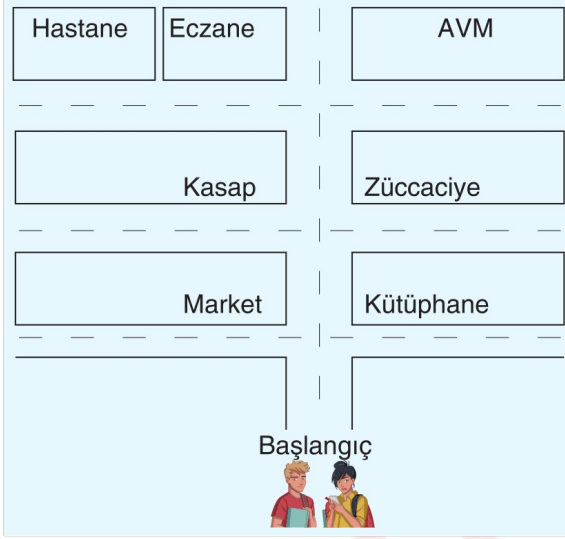 Hastane Eczane AVM
Kasap Züccaciye
Market Kütüphane
Başlangıç